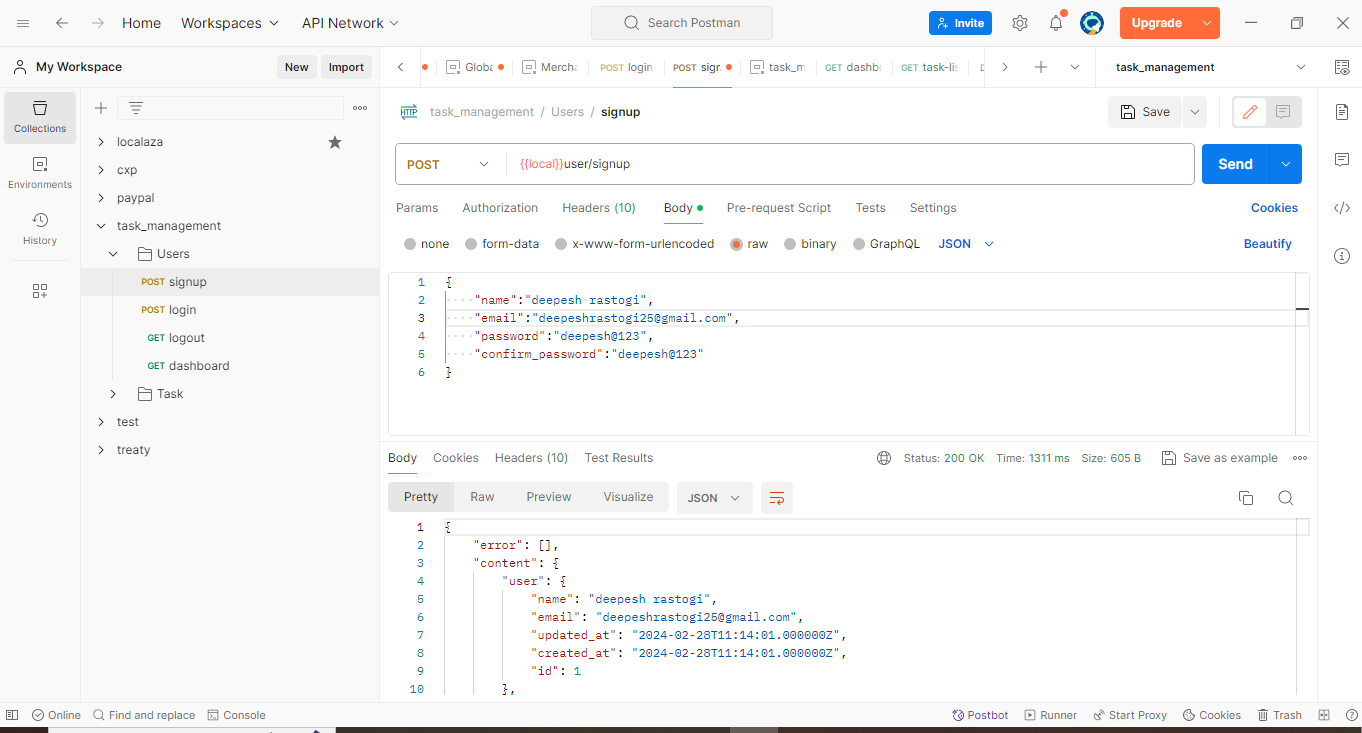 Home Workspaces API Network Search Postman Invite Upgrade
My Workspace New Import
Globa Mercha POST login POST sign task_m GET dashbo GET task-lis task_management
Collections
Environments
History
localaza
cxp
paypal
task_management
Users
POST signup
POST login
GET logout
GET dashboard
Task
test
treaty
HTTP task_management / Users / signup Save
POST {{local}}user/signup Send
Params Authorization Headers (10) Body Pre-request Script Tests Settings Cookies
none form-data x-www-form-urlencoded raw binary GraphQL JSON Beautify
1 {
2 "name":"deepesh rastogi",
3 "email":"deepeshrastogi25@gmail.com",
4 "password":"deepesh@123",
5 "confirm_password":"deepesh@123"
6 }
Body Cookies Headers (10) Test Results Status: 200 OK Time: 1311 ms Size: 605 B Save as example
Pretty Raw Preview Visualize JSON
1 {
2 "error": [],
3 "content": {
4 "user": {
5 "name": "deepesh rastogi",
6 "email": "deepeshrastogi25@gmail.com",
7 "updated_at": "2024-02-28T11:14:01.000000Z",
8 "created_at": "2024-02-28T11:14:01.000000Z",
9 "id": 1
10 },
Online Find and replace Console Postbot Runner Start Proxy Cookies Trash